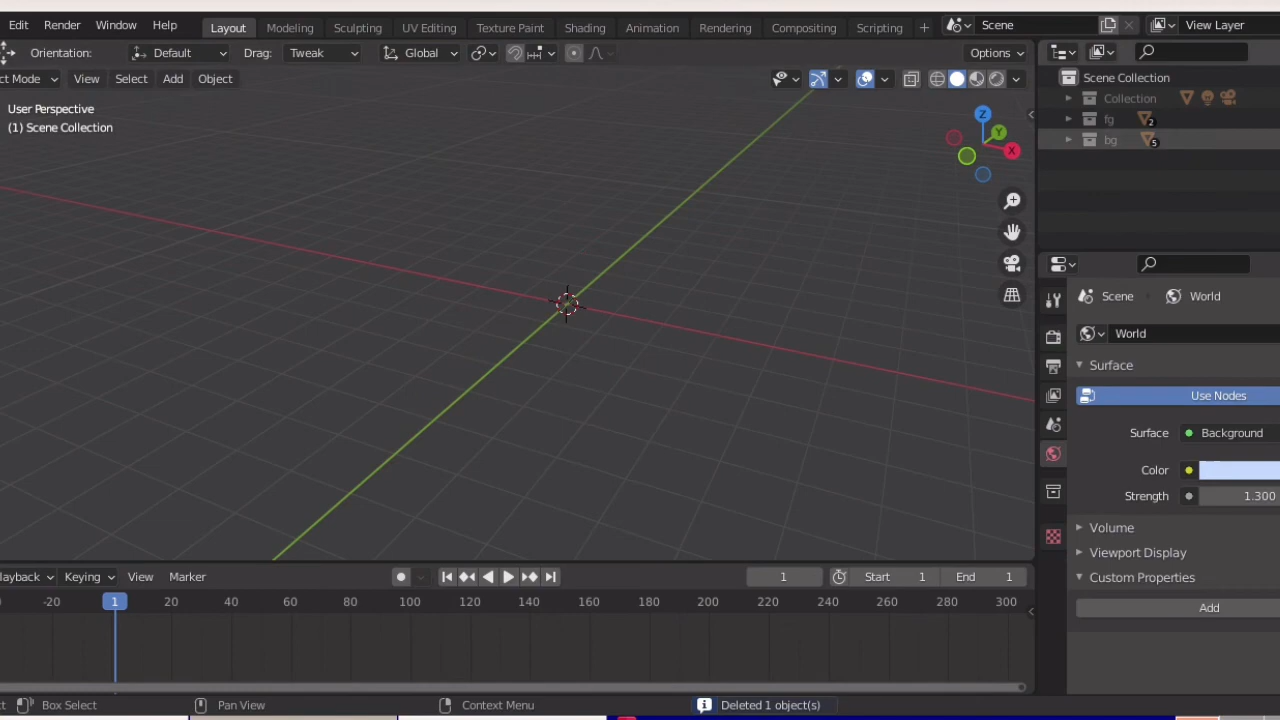 Edit Render Window Help Layout Modeling Sculpting UV Editing Texture Paint Shading Animation Rendering Compositing Scripting + Scene View Layer
Orientation: Default Drag: Tweak Global Options
ct Mode View Select Add Object
User Perspective
(1) Scene Collection
Z
Y
X
Scene Collection
Collection
fg 2
bg 5
Scene World
World
Surface
Use Nodes
Surface Background
Color
Strength 1.300
Volume
Viewport Display
Custom Properties
Add
layback Keying View Marker 1 Start 1 End 1
-20 1 20 40 60 80 100 120 140 160 180 200 220 240 260 280 300
ct Box Select Pan View Context Menu Deleted 1 object(s)